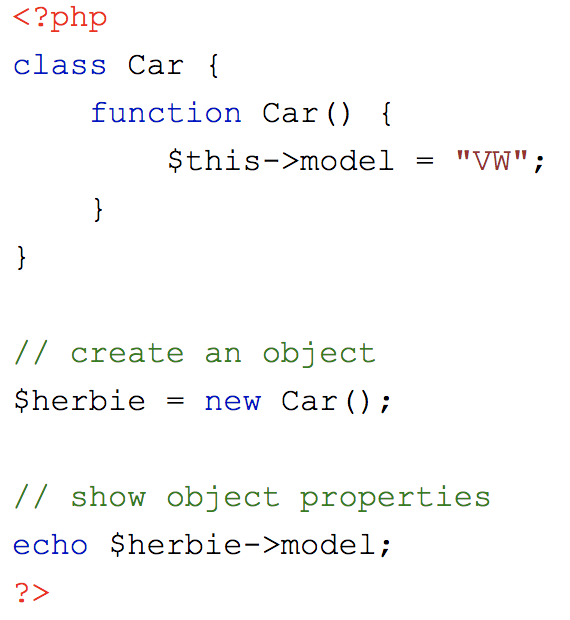 <?php
class Car {
    function Car() {
        $this->model = "VW";
    }
}

// create an object
$herbie = new Car();

// show object properties
echo $herbie->model;
?>